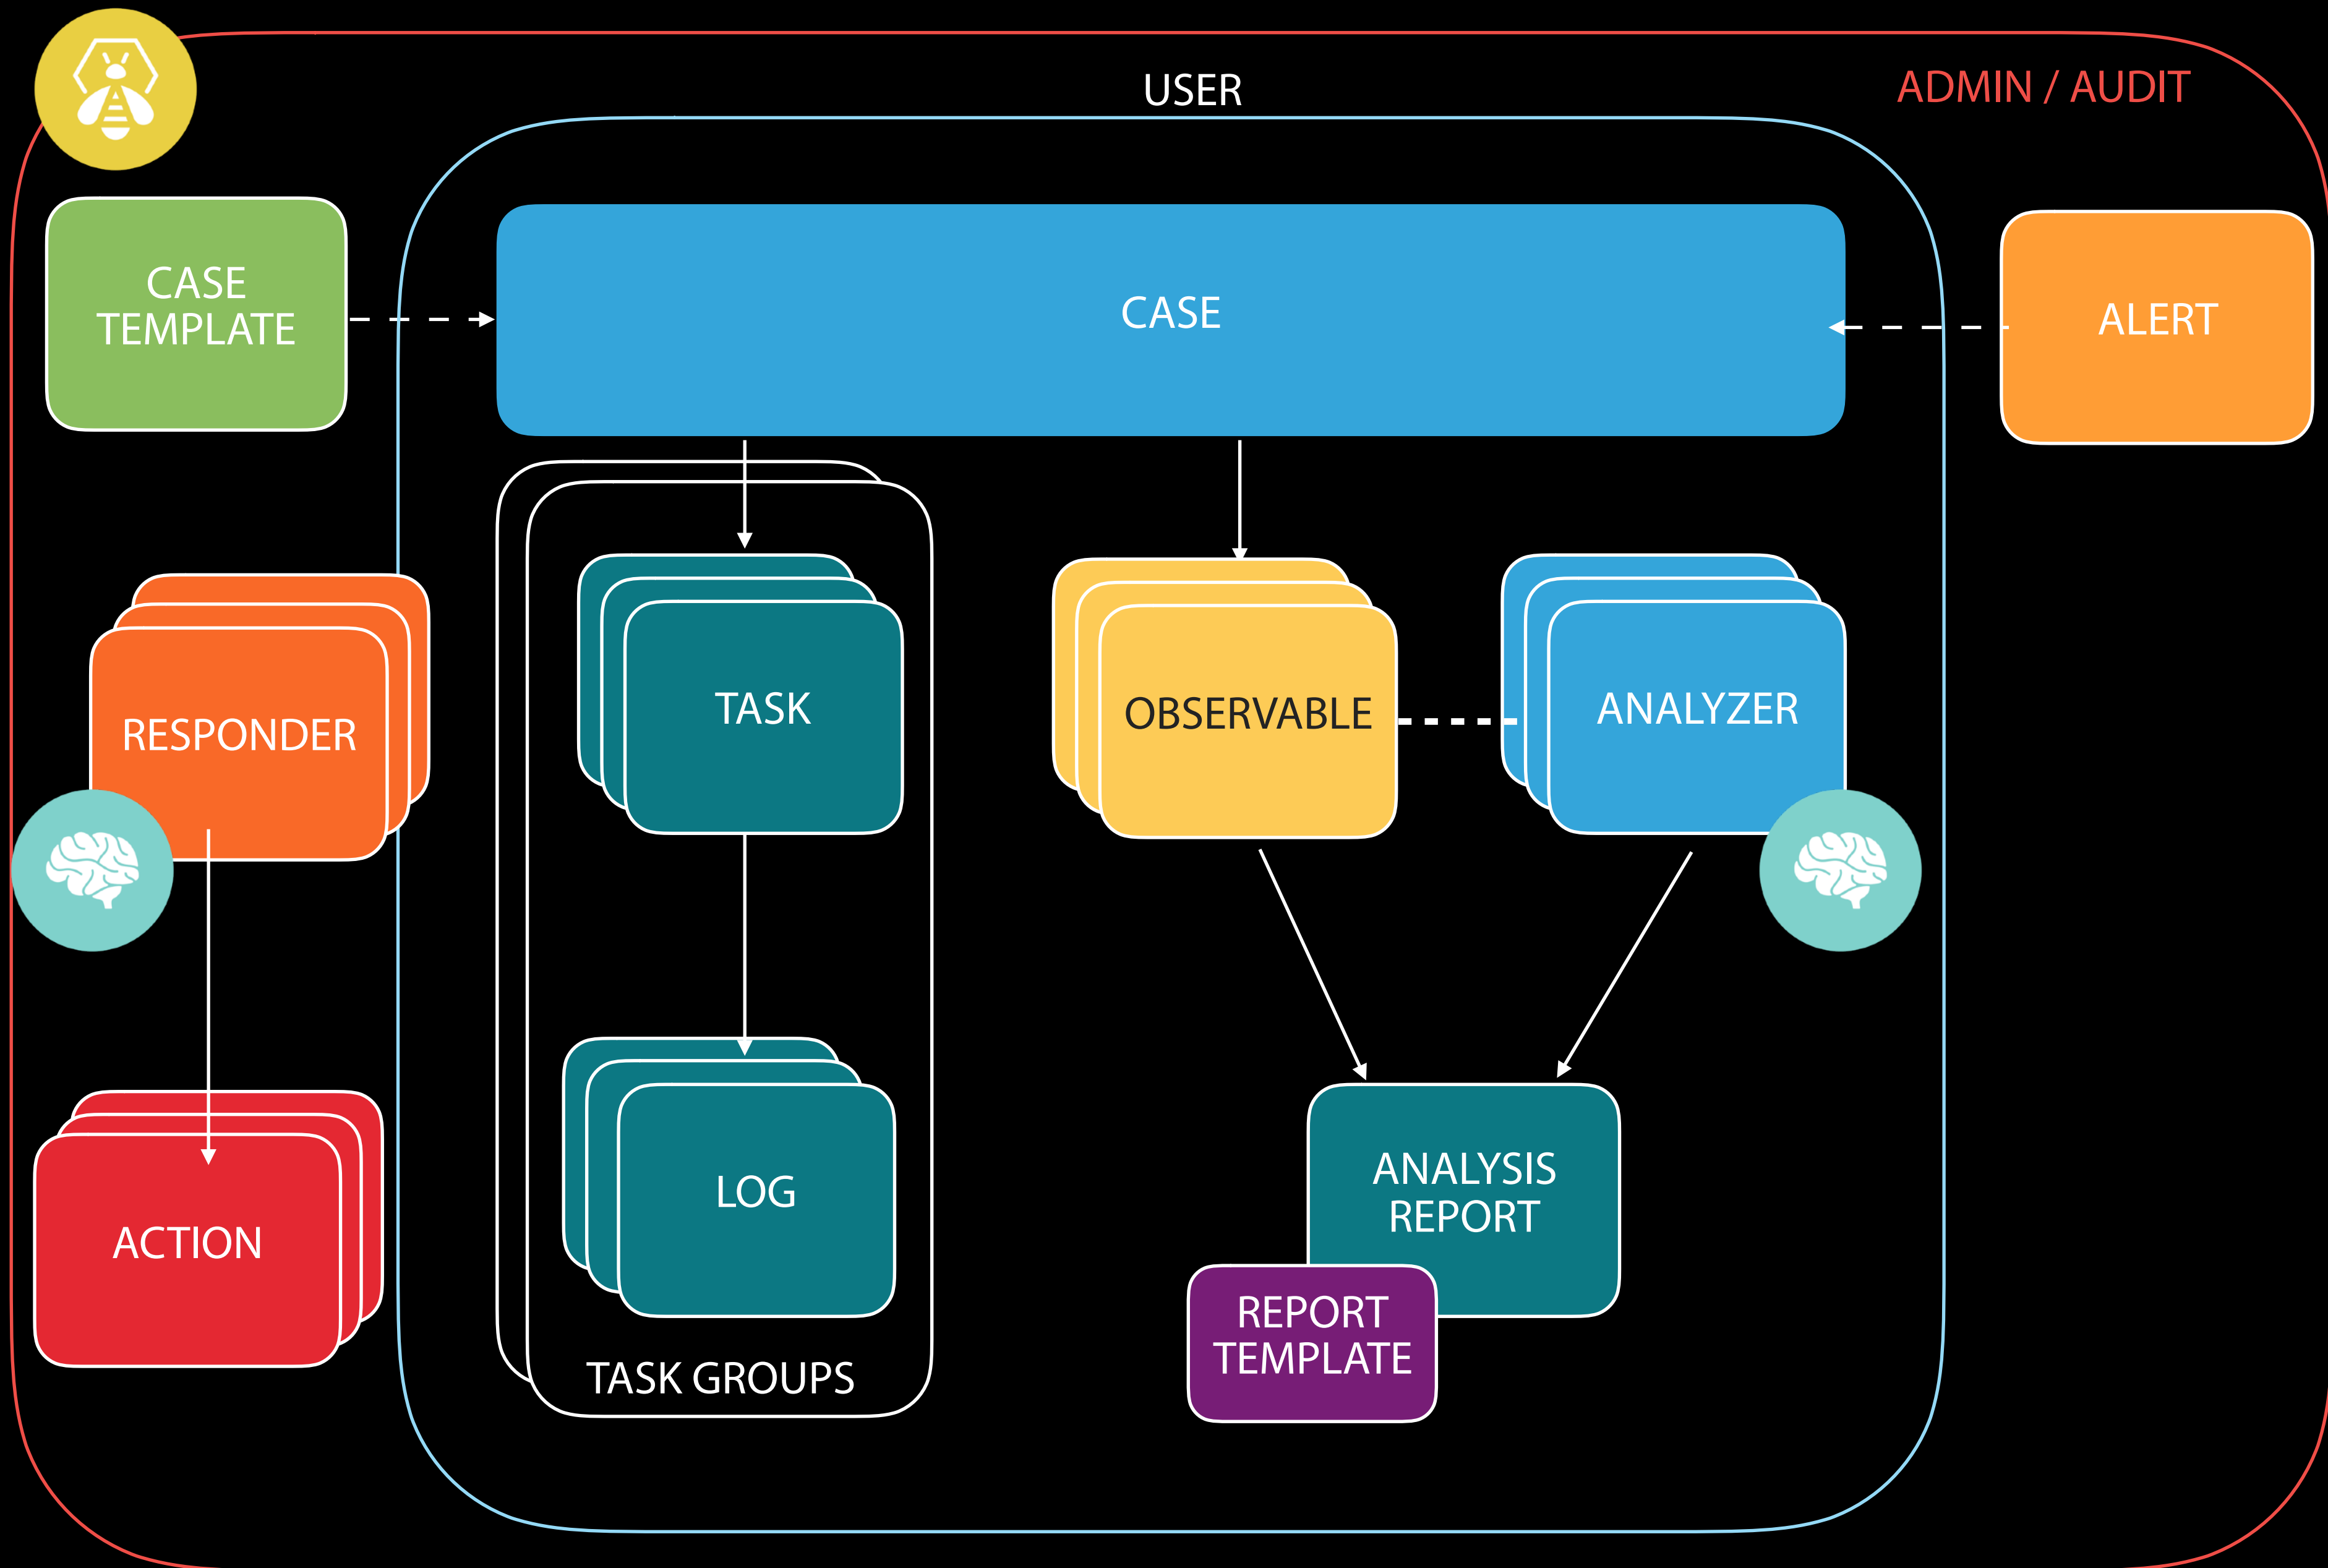 USER
ADMIN / AUDIT
CASE
TEMPLATE
CASE
ALERT
RESPONDER
TASK
OBSERVABLE
ANALYZER
ACTION
LOG
ANALYSIS
REPORT
REPORT
TEMPLATE
TASK GROUPS